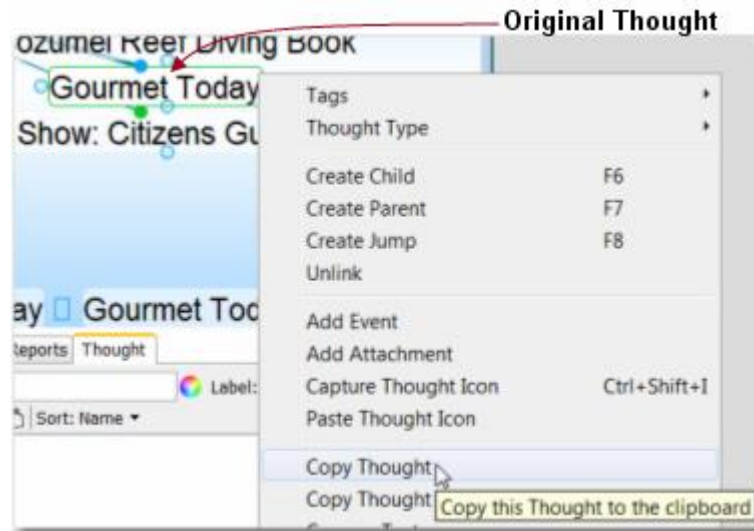 Original Thought
ozumel Reef Diving Book
Gourmet Today
Show: Citizens Gu
Tags
Thought Type
Create Child F6
Create Parent F7
Create Jump F8
Unlink
ay Gourmet Tod
Add Event
Add Attachment
Reports Thought
Label:
Capture Thought Icon Ctrl+Shift+I
Sort: Name
Paste Thought Icon
Copy Thought
Copy Thought
Copy this Thought to the clipboard